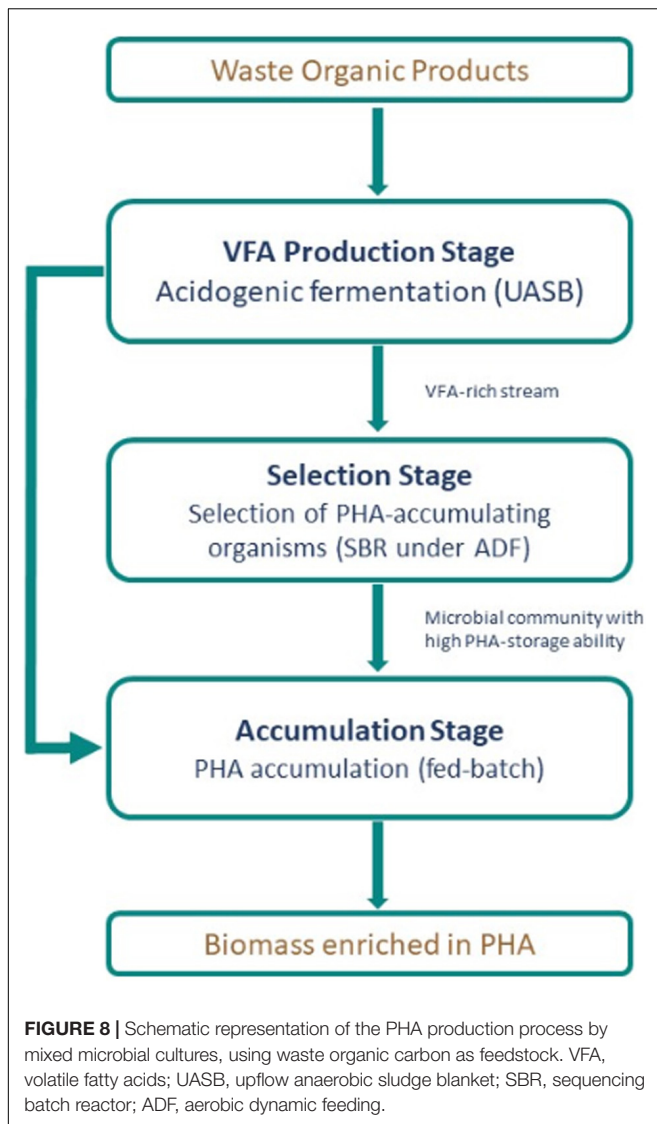 Waste Organic Products
VFA Production Stage
Acidogenic fermentation (UASB)
VFA-rich stream
Selection Stage
Selection of PHA-accumulating
organisms (SBR under ADF)
Microbial community with
high PHA-storage ability
Accumulation Stage
PHA accumulation (fed-batch)
Biomass enriched in PHA
FIGURE 8 | Schematic representation of the PHA production process by
mixed microbial cultures, using waste organic carbon as feedstock. VFA,
volatile fatty acids; UASB, upflow anaerobic sludge blanket; SBR, sequencing
batch reactor; ADF, aerobic dynamic feeding.